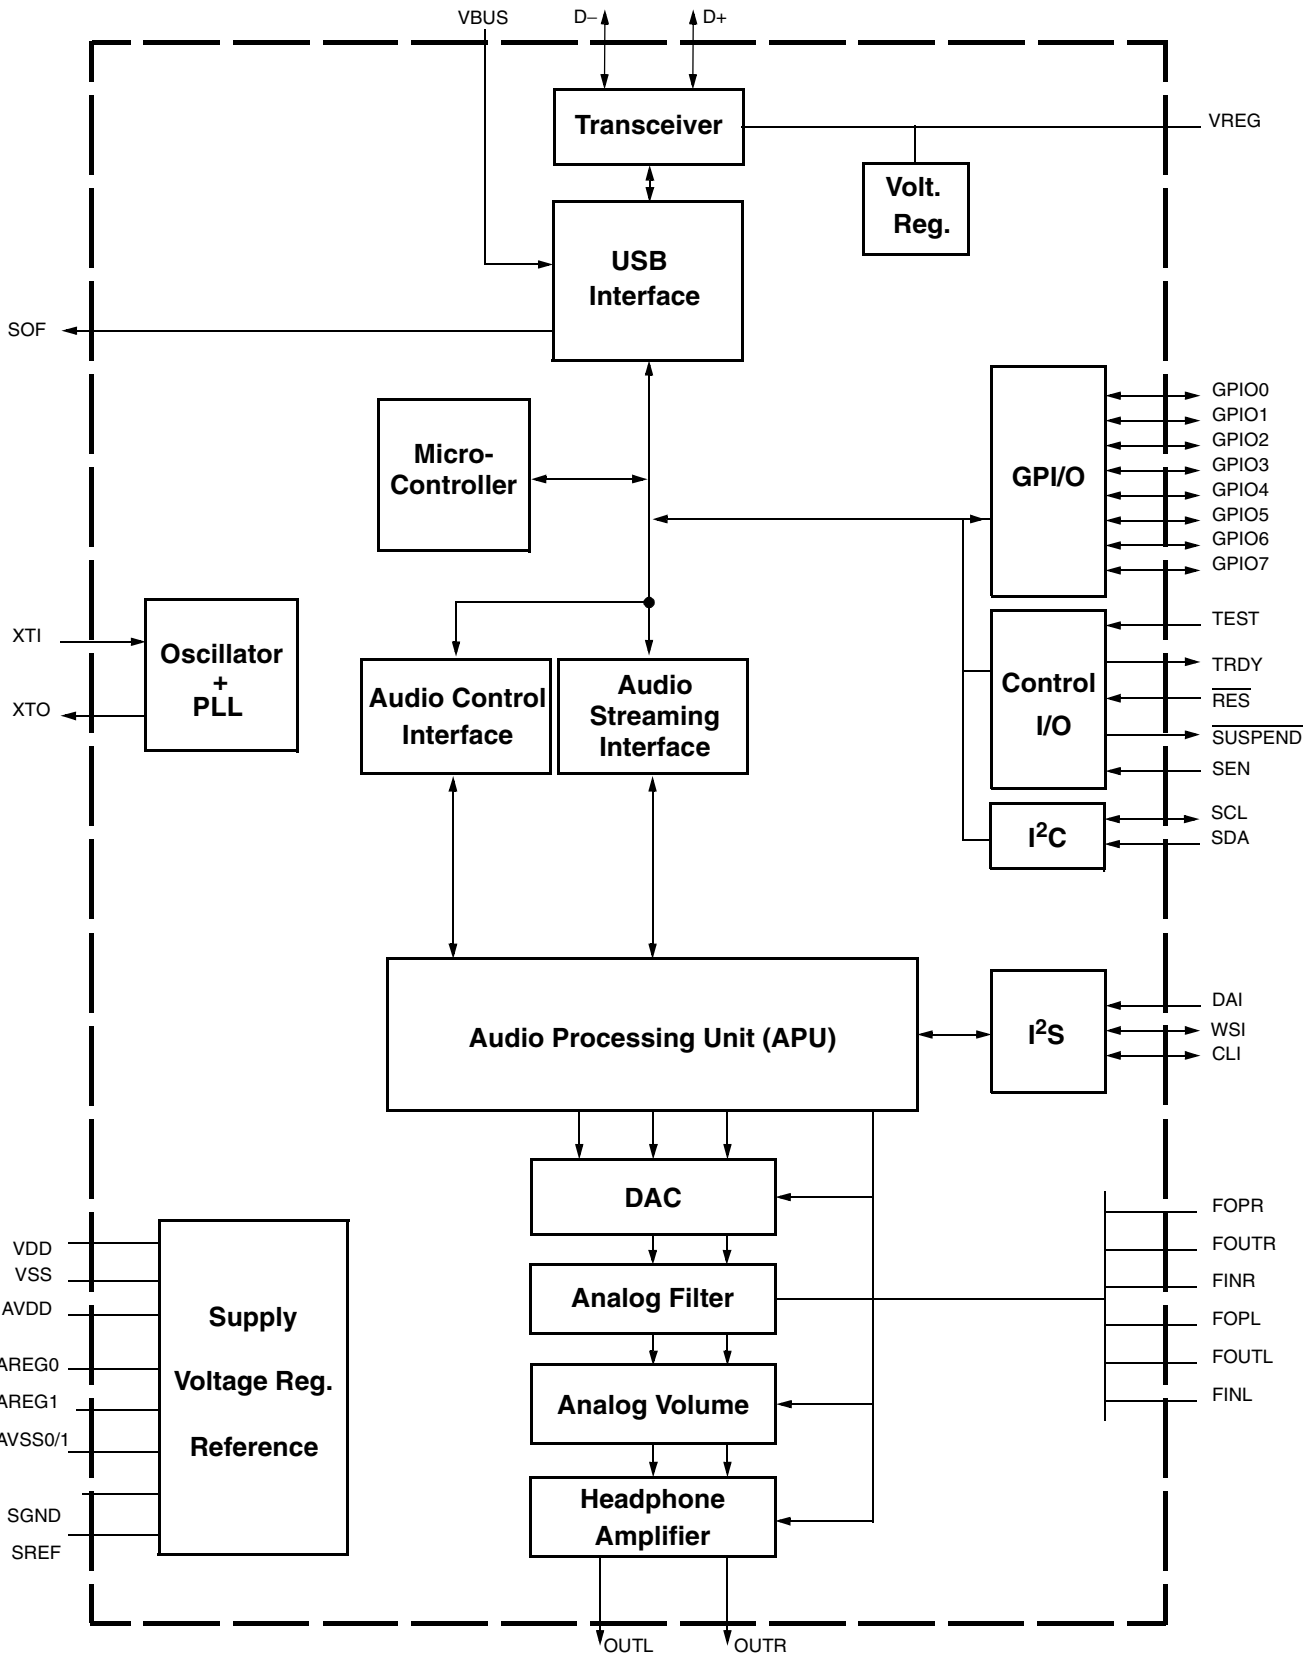 VBUS
D–
D+
Transceiver
VREG
Volt.
Reg.
USB
Interface
SOF
Micro-
Controller
GPI/O
GPIO0
GPIO1
GPIO2
GPIO3
GPIO4
GPIO5
GPIO6
GPIO7
XTI
XTO
Oscillator
+
PLL
Audio Control
Interface
Audio
Streaming
Interface
Control
I/O
TEST
TRDY
RES
SUSPEND
SEN
I²C
SCL
SDA
Audio Processing Unit (APU)
I²S
DAI
WSI
CLI
DAC
Analog Filter
Analog Volume
Headphone
Amplifier
FOPR
FOUTR
FINR
FOPL
FOUTL
FINL
VDD
VSS
AVDD
AREG0
AREG1
AVSS0/1
SGND
SREF
Supply
Voltage Reg.
Reference
OUTL
OUTR